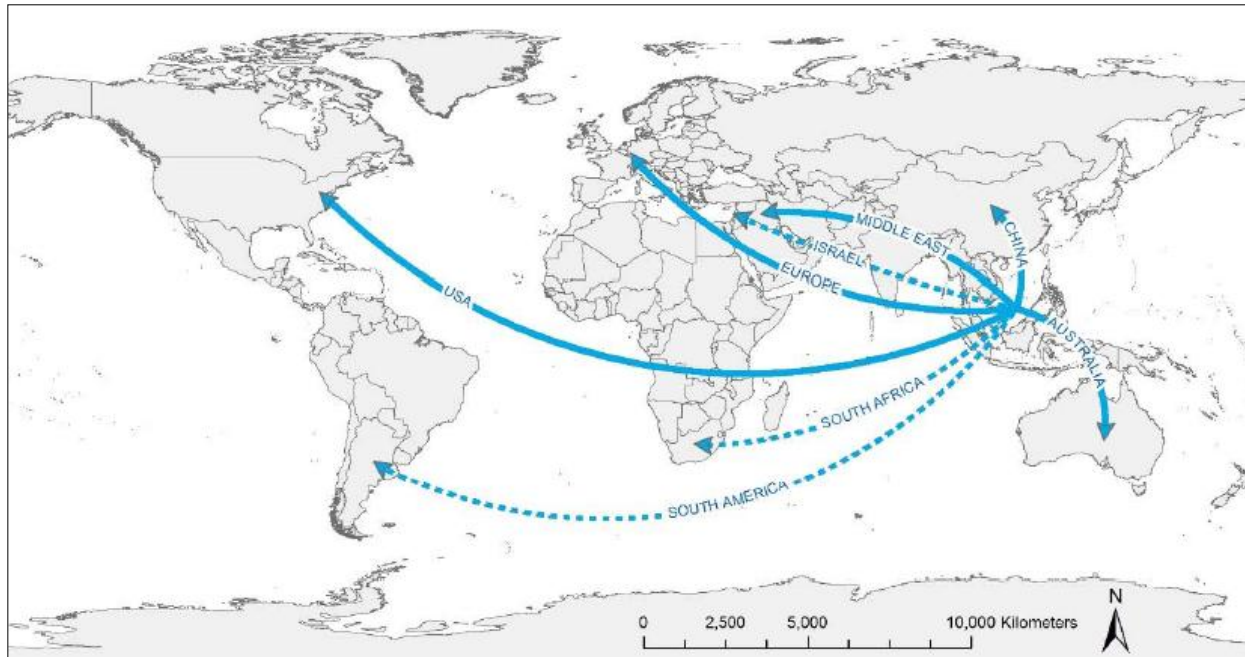 MIDDLE EAST
ISRAEL
CHINA
EUROPE
USA
AUSTRALIA
SOUTH AFRICA
SOUTH AMERICA
N
0 2,500 5,000 10,000 Kilometers